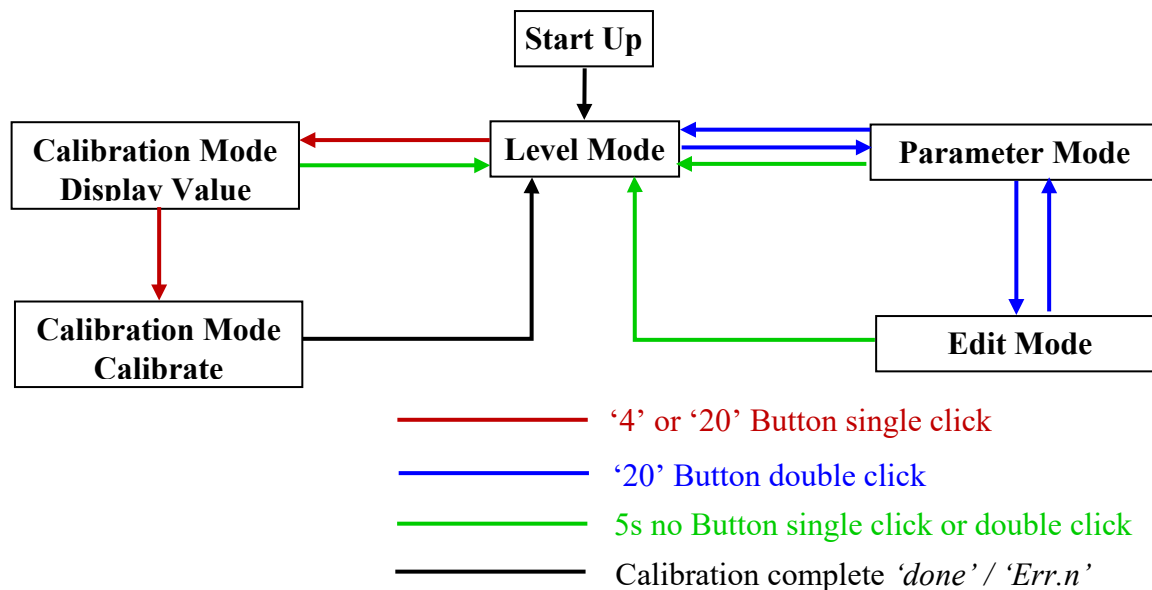 Start Up
Level Mode
Calibration Mode
Display Value
Parameter Mode
Calibration Mode
Calibrate
Edit Mode
‘4’ or ‘20’ Button single click
‘20’ Button double click
5s no Button single click or double click
Calibration complete ‘done’ / ‘Err.n’